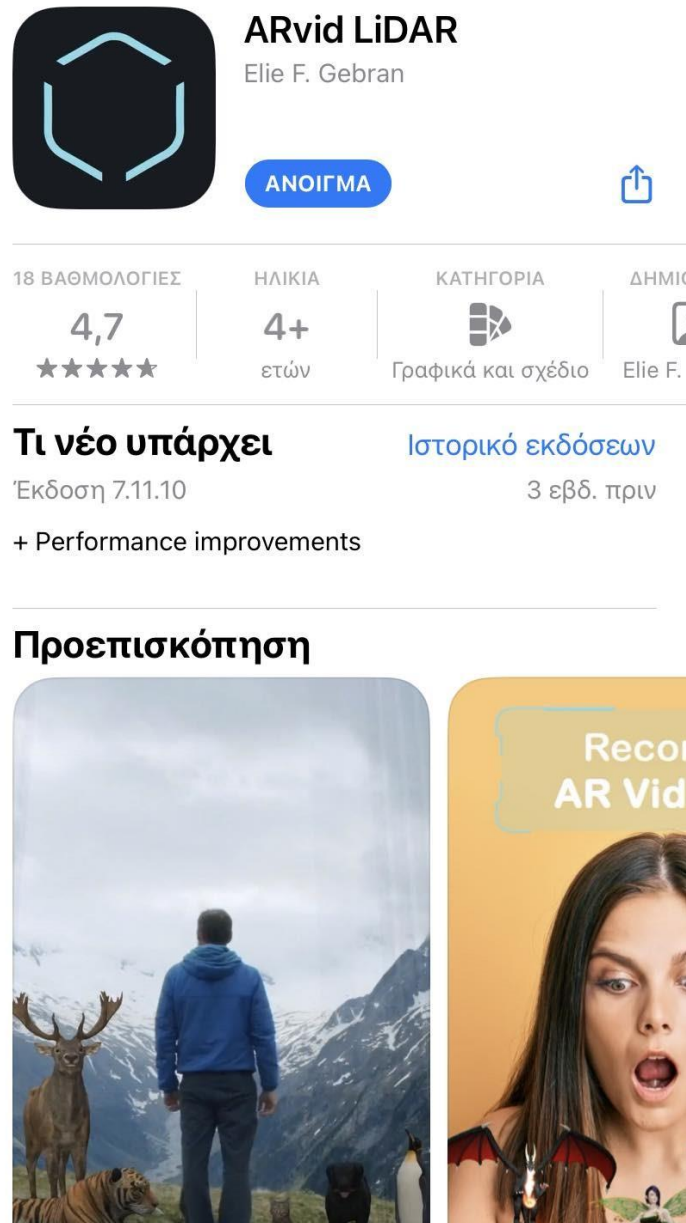 ARvid LiDAR
Elie F. Gebran
ΑΝΟΙΓΜΑ
18 ΒΑΘΜΟΛΟΓΙΕΣ
ΗΛΙΚΙΑ
ΚΑΤΗΓΟΡΙΑ
4,7
4+
ετών
Γραφικά και σχέδιο
Elie F.
Τι νέο υπάρχει
Ιστορικό εκδόσεων
Έκδοση 7.11.10
3 εβδ. πριν
+ Performance improvements
Προεπισκόπηση
AR